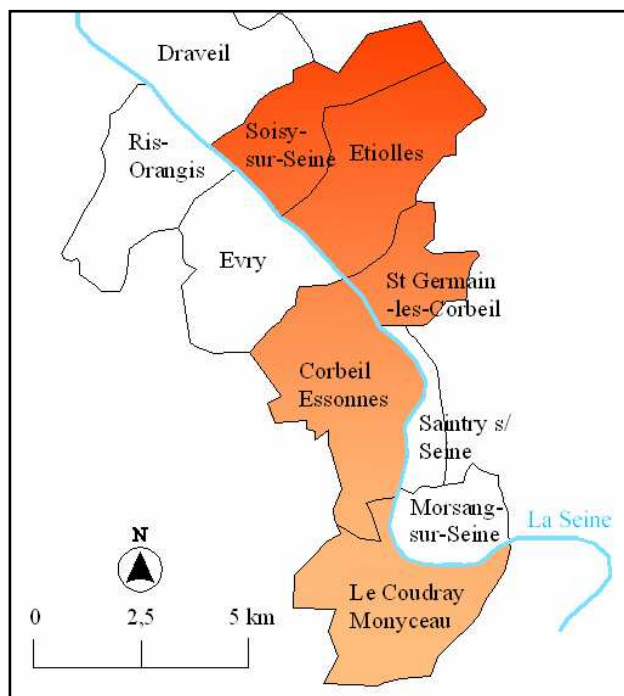 Draveil
Soisy-
sur-Seine
Ris-
Orangis
Etiolles
Evry
St Germain
-les-Corbeil
Corbeil
Essonnes
Saintry s/
Seine
Morsang-
sur-Seine
La Seine
N
Le Coudray
Monyceau
0 2,5 5 km